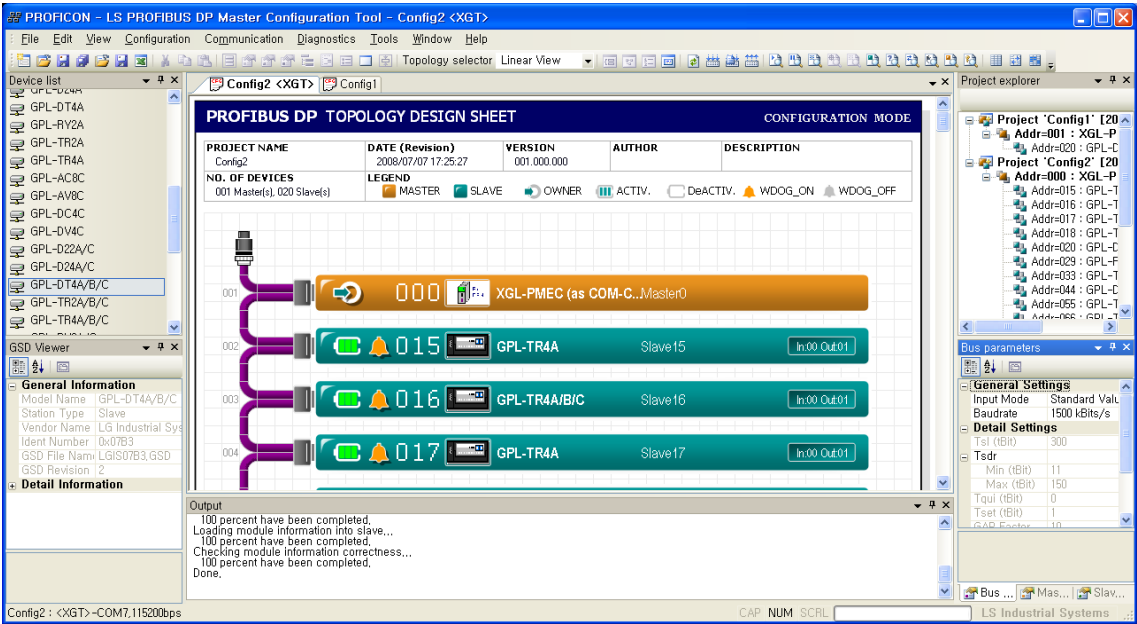 PROFICON - LS PROFIBUS DP Master Configuration Tool - Config2 <XGT>
File Edit View Configuration Communication Diagnostics Tools Window Help
Topology selector Linear View
Device list
GPL-D24A
GPL-DT4A
GPL-RY2A
GPL-TR2A
GPL-TR4A
GPL-AC8C
GPL-AV8C
GPL-DC4C
GPL-DV4C
GPL-D22A/C
GPL-D24A/C
GPL-DT4A/B/C
GPL-TR2A/B/C
GPL-TR4A/B/C
GSD Viewer
General Information
Model Name GPL-DT4A/B/C
Station Type Slave
Vendor Name LG Industrial Sys
Ident Number 0x07B3
GSD File Nam LGIS07B3.GSD
GSD Revision 2
Detail Information
Config2 <XGT> Config1
PROFIBUS DP TOPOLOGY DESIGN SHEET CONFIGURATION MODE
PROJECT NAME DATE (Revision) VERSION AUTHOR DESCRIPTION
Config2 2008/07/07 17:25:27 001.000.000
NO. OF DEVICES LEGEND
001 Master(s), 020 Slave(s) MASTER SLAVE OWNER ACTIV. DeACTIV. WDOG_ON WDOG_OFF
001 000 XGL-PMEC (as COM-C...Master0
002 015 GPL-TR4A Slave15 In:00 Out:01
003 016 GPL-TR4A/B/C Slave16 In:00 Out:01
004 017 GPL-TR4A Slave17 In:00 Out:01
Output
100 percent have been completed.
Loading module information into slave...
100 percent have been completed.
Checking module information correctness...
100 percent have been completed.
Done.
Project explorer
Project 'Config1' [20
Addr=001 : XGL-P
Addr=020 : GPL-D
Project 'Config2' [20
Addr=000 : XGL-P
Addr=015 : GPL-T
Addr=016 : GPL-T
Addr=017 : GPL-T
Addr=018 : GPL-T
Addr=020 : GPL-D
Addr=029 : GPL-F
Addr=033 : GPL-T
Addr=044 : GPL-D
Addr=055 : GPL-T
Addr=066 : GPL-T
Bus parameters
General Settings
Input Mode Standard Valu
Baudrate 1500 kBits/s
Detail Settings
Tsl (tBit) 300
Tsdr
Min (tBit) 11
Max (tBit) 150
Tqui (tBit) 0
Tset (tBit) 1
GAP Factor 10
Bus ... Mas... Slav...
Config2 : <XGT>-COM7,115200bps CAP NUM SCRL LS Industrial Systems